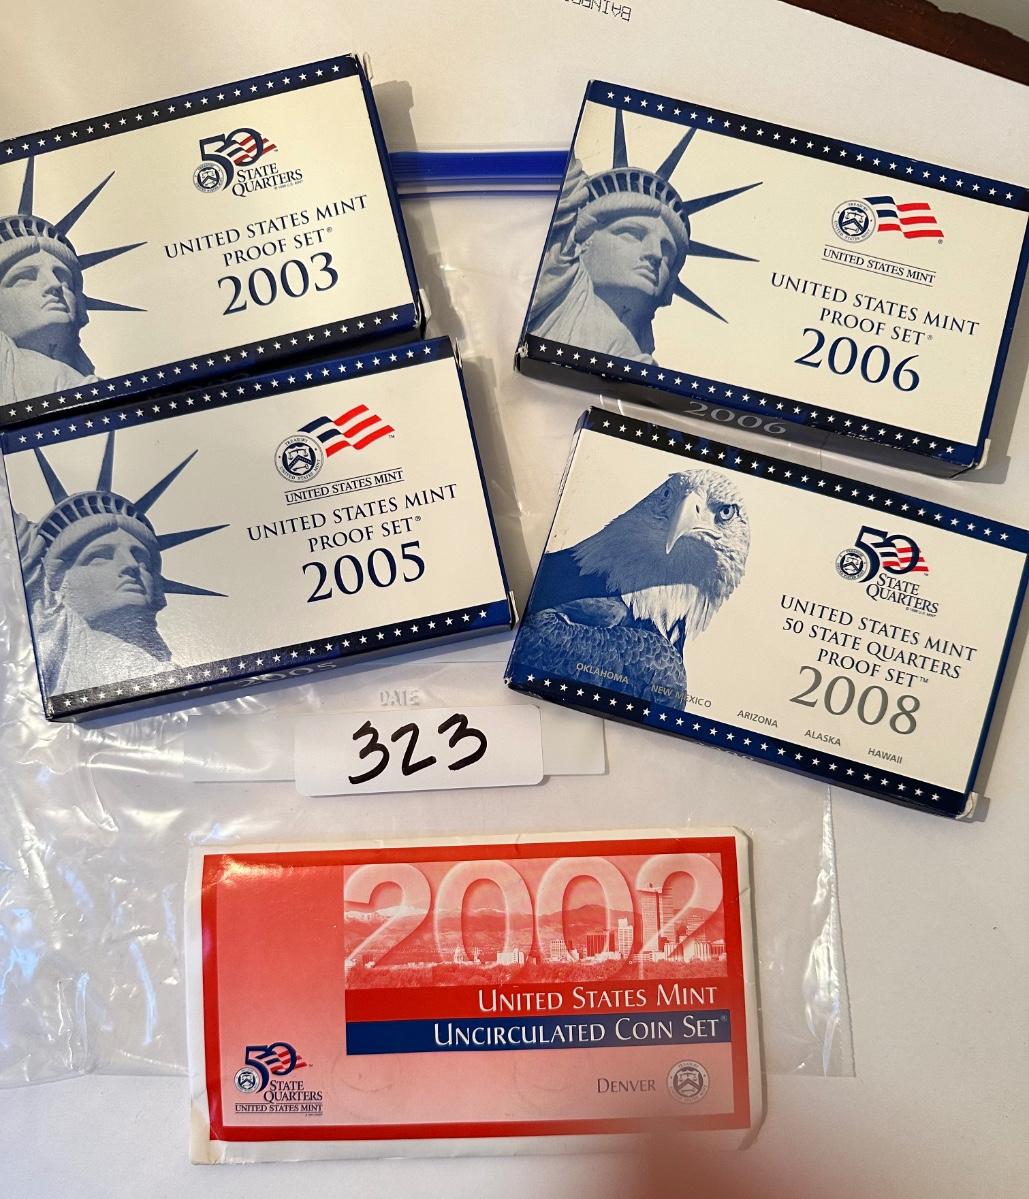 50
STATE
QUARTERS
UNITED STATES MINT
PROOF SET®
2003
UNITED STATES MINT
UNITED STATES MINT
PROOF SET®
2006
2006
UNITED STATES MINT
UNITED STATES MINT
PROOF SET®
2005
2005
50
STATE
QUARTERS
UNITED STATES MINT
50 STATE QUARTERS
PROOF SET™
2008
OKLAHOMA
NEW MEXICO
ARIZONA
ALASKA
HAWAII
DATE
323
2002
UNITED STATES MINT
UNCIRCULATED COIN SET®
DENVER
50
STATE
QUARTERS
UNITED STATES MINT